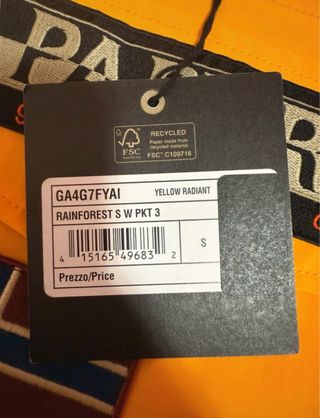 RECYCLED
Paper made from
recycled material
FSC® C109716
FSC
GA4G7FYAI YELLOW RADIANT
RAINFOREST S W PKT 3
S
4 15165 49683 2
Prezzo/Price